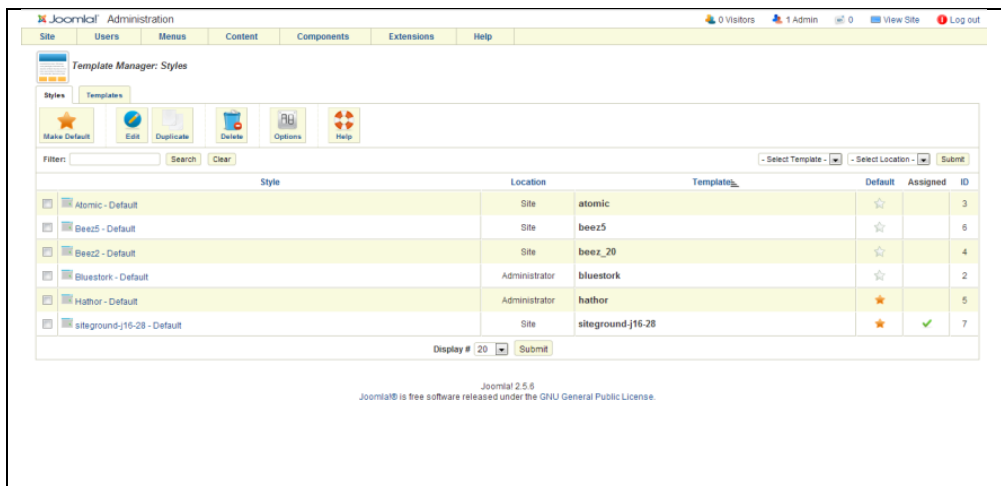 Joomla! Administration 0 Visitors 1 Admin 0 View Site Log out
Site Users Menus Content Components Extensions Help
Template Manager: Styles
Styles Templates
Make Default Edit Duplicate Delete Options Help
Filter: Search Clear - Select Template - - Select Location - Submit
Style Location Template Default Assigned ID
Atomic - Default Site atomic 3
Beez5 - Default Site beez5 6
Beez2 - Default Site beez_20 4
Bluestork - Default Administrator bluestork 2
Hathor - Default Administrator hathor 5
siteground-j16-28 - Default Site siteground-j16-28 7
Display # 20 Submit
Joomla! 2.5.6
Joomla!® is free software released under the GNU General Public License.